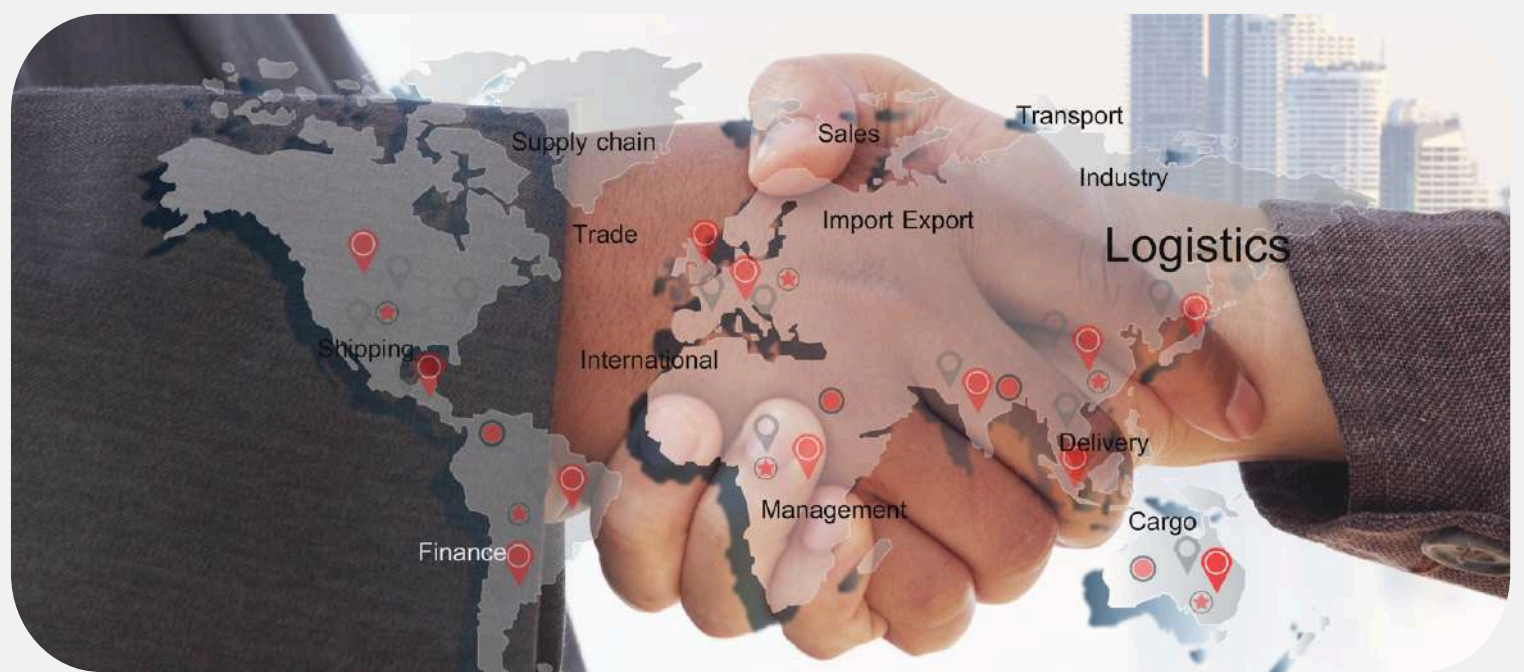 Transport
Sales
Supply chain
Industry
Import Export
Trade
Logistics
Shipping
International
Delivery
Management
Cargo
Finance